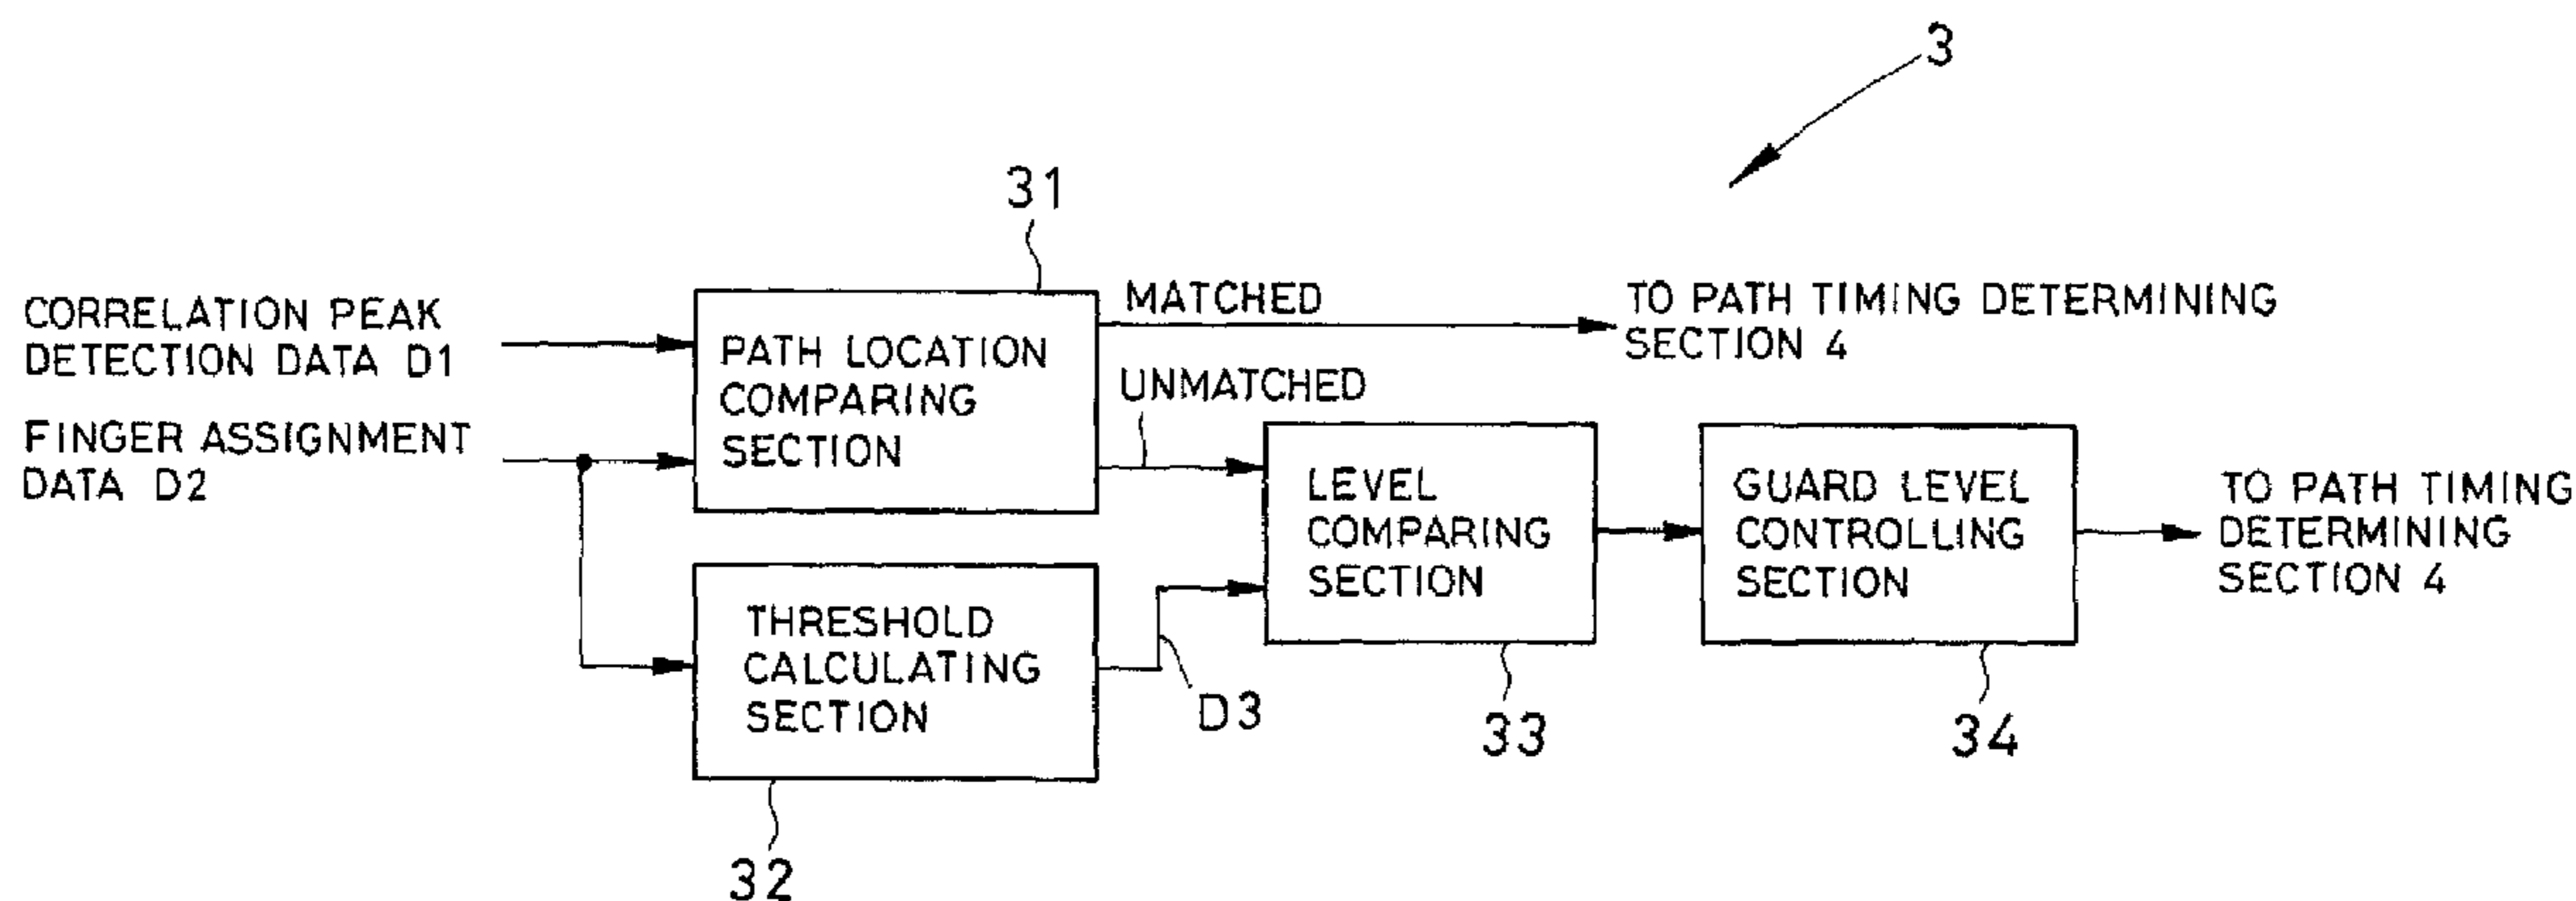 3
31
CORRELATION PEAK
DETECTION DATA D1
FINGER ASSIGNMENT
DATA D2
PATH LOCATION
COMPARING
SECTION
MATCHED
TO PATH TIMING DETERMINING
SECTION 4
UNMATCHED
LEVEL
COMPARING
SECTION
GUARD LEVEL
CONTROLLING
SECTION
TO PATH TIMING
DETERMINING
SECTION 4
THRESHOLD
CALCULATING
SECTION
D3
33
34
32